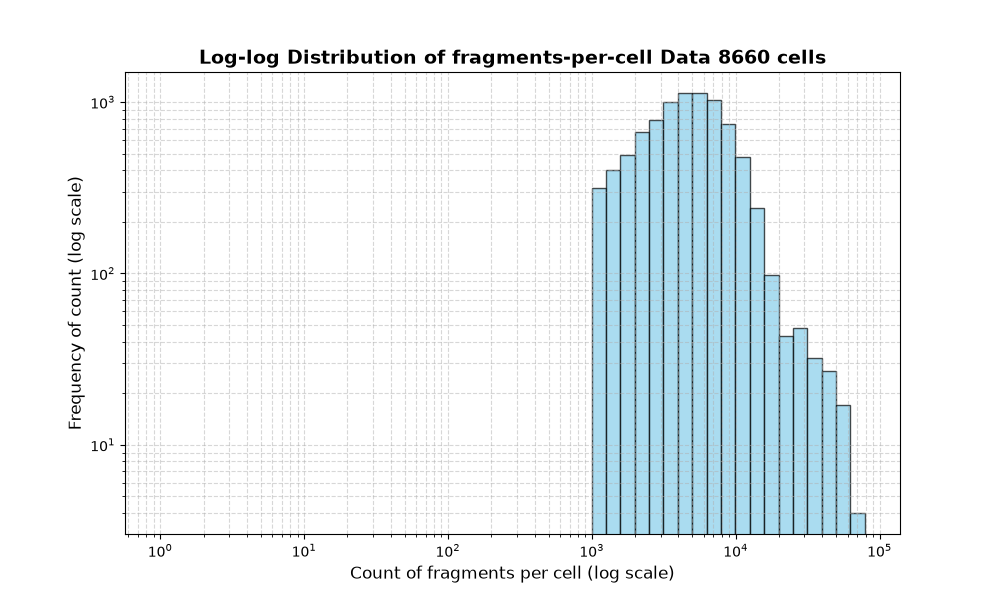 Log-log Distribution of fragments-per-cell Data 8660 cells
Frequency of count (log scale)
10³
10²
10¹
10⁰ 10¹ 10² 10³ 10⁴ 10⁵
Count of fragments per cell (log scale)